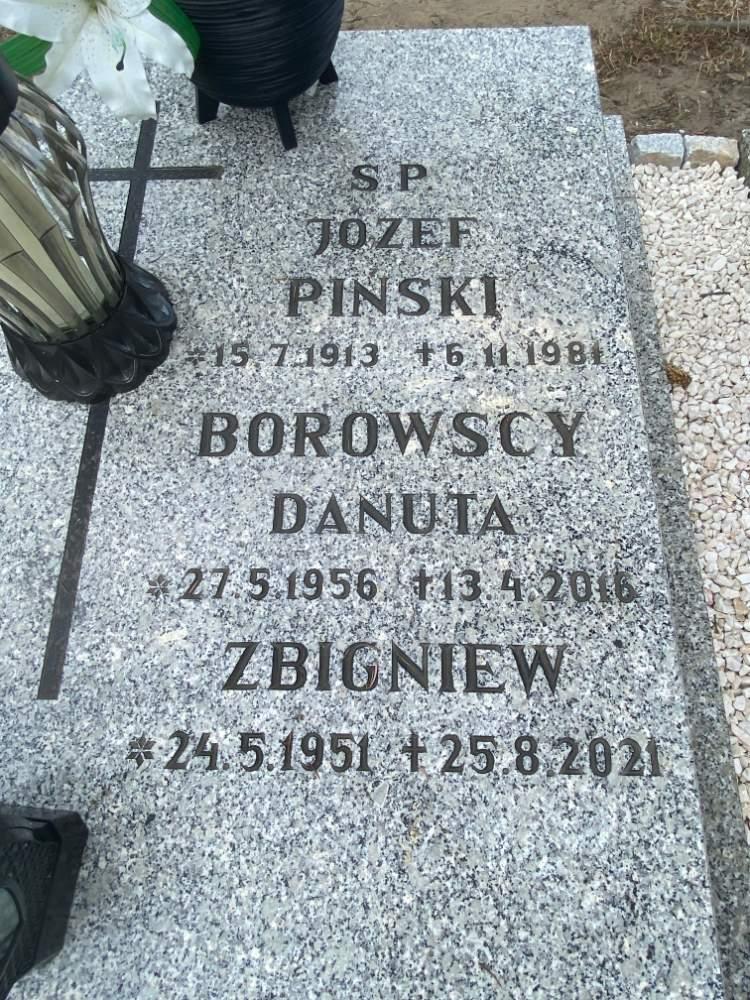 S P
JÓZEF
PIŃSKI
* 15.7.1913 ✝ 6 11 1981
BOROWSCY
DANUTA
* 27.5.1956 ✝ 13.4.2016
ZBIGNIEW
* 24.5.1951 ✝ 25.8.2021